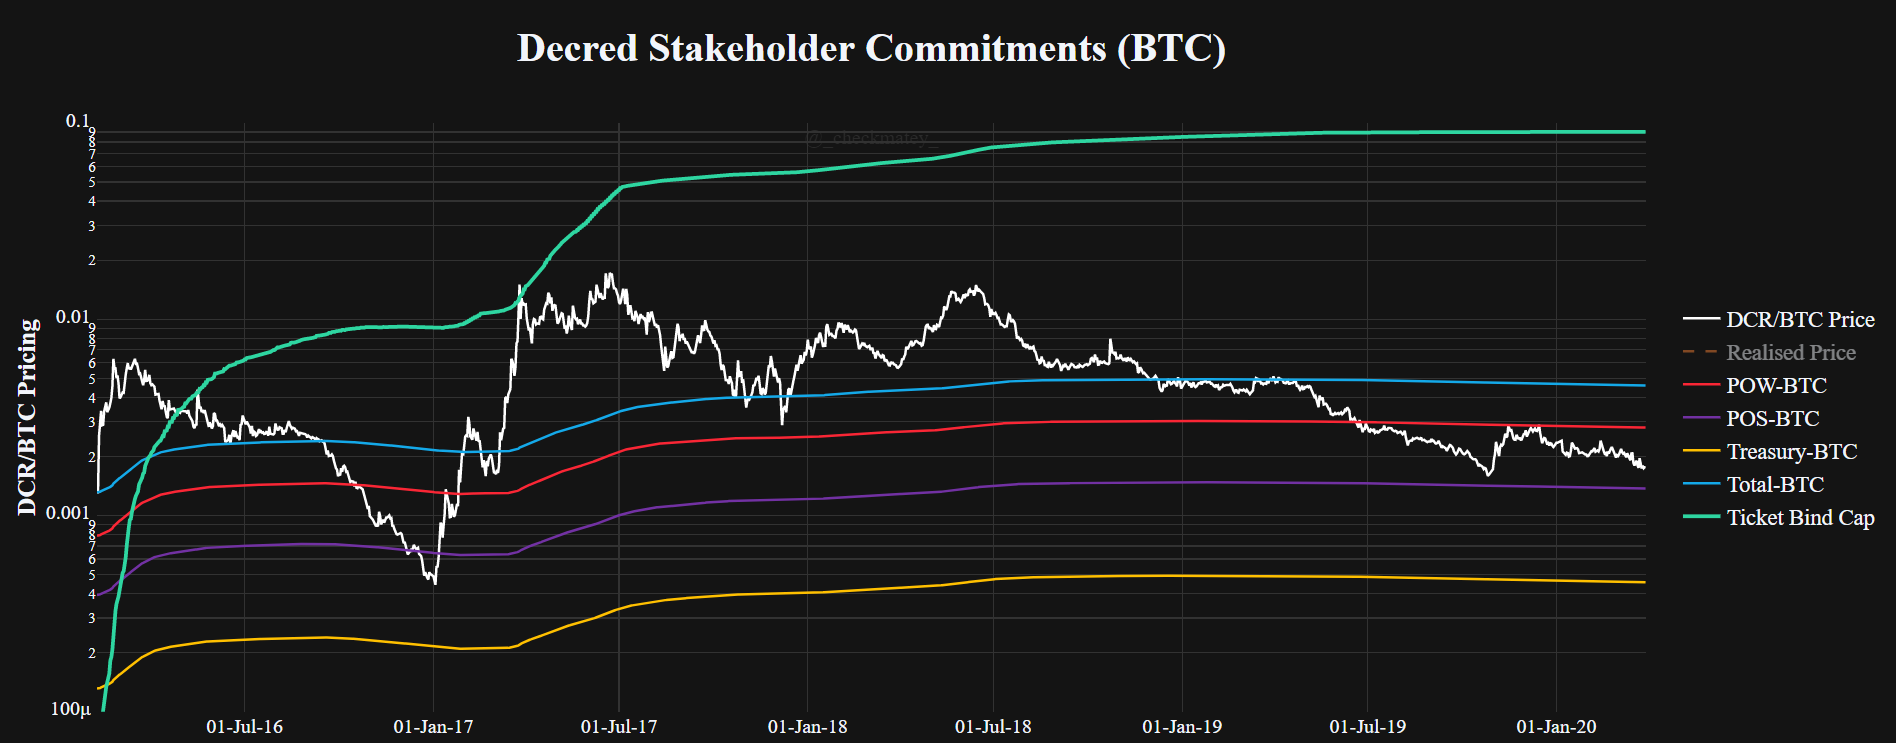 Decred Stakeholder Commitments (BTC)
@_checkmatey_
DCR/BTC Pricing
0.1
9
8
7
6
5
4
3
2
0.01
9
8
7
6
5
4
3
2
0.001
9
8
7
6
5
4
3
2
100μ
01-Jul-16
01-Jan-17
01-Jul-17
01-Jan-18
01-Jul-18
01-Jan-19
01-Jul-19
01-Jan-20
DCR/BTC Price
Realised Price
POW-BTC
POS-BTC
Treasury-BTC
Total-BTC
Ticket Bind Cap